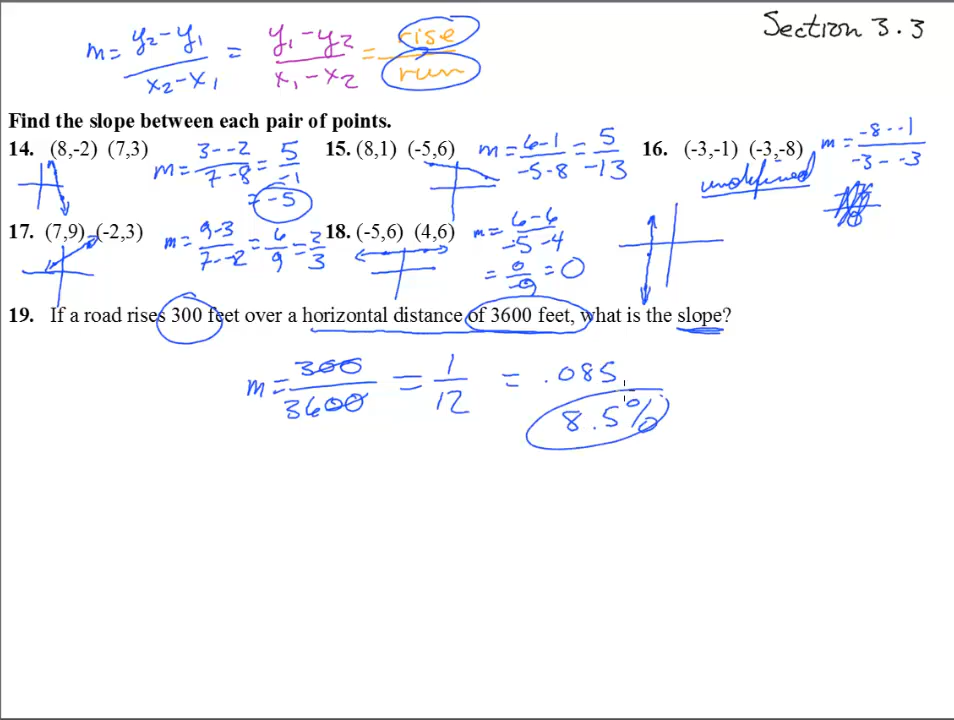 Section 3.3
m = y₂-y₁ / x₂-x₁ = y₁-y₂ / x₁-x₂ = rise / run
Find the slope between each pair of points.
14. (8,-2) (7,3) m = 3--2 / 7-8 = 5 / -1 = -5
15. (8,1) (-5,6) m = 6-1 / -5-8 = 5 / -13
16. (-3,-1) (-3,-8) m = -8--1 / -3--3
undefined
17. (7,9) (-2,3) m = 9-3 / 7--2 = 6 / 9 = 2 / 3
18. (-5,6) (4,6) m = 6-6 / -5-4
= 0 / -9 = 0
19. If a road rises 300 feet over a horizontal distance of 3600 feet, what is the slope?
m = 300 / 3600 = 1 / 12 = .085
8.5%